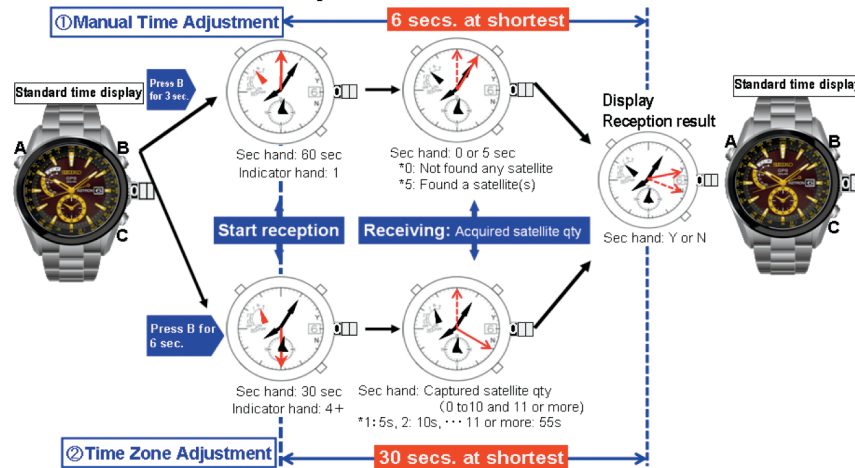 ①Manual Time Adjustment
6 secs. at shortest
Standard time display
Press B
for 3 sec.
A
B
C
Sec hand: 60 sec
Indicator hand: 1
Sec hand: 0 or 5 sec
*0: Not found any satellite
*5: Found a satellite(s)
Display
Reception result
Sec hand: Y or N
Standard time display
A
B
C
Start reception
Receiving: Acquired satellite qty
Press B for
6 sec.
Sec hand: 30 sec
Indicator hand: 4+
Sec hand: Captured satellite qty
(0 to10 and 11 or more)
*1:5s, 2: 10s, ··· 11 or more: 55s
②Time Zone Adjustment
30 secs. at shortest